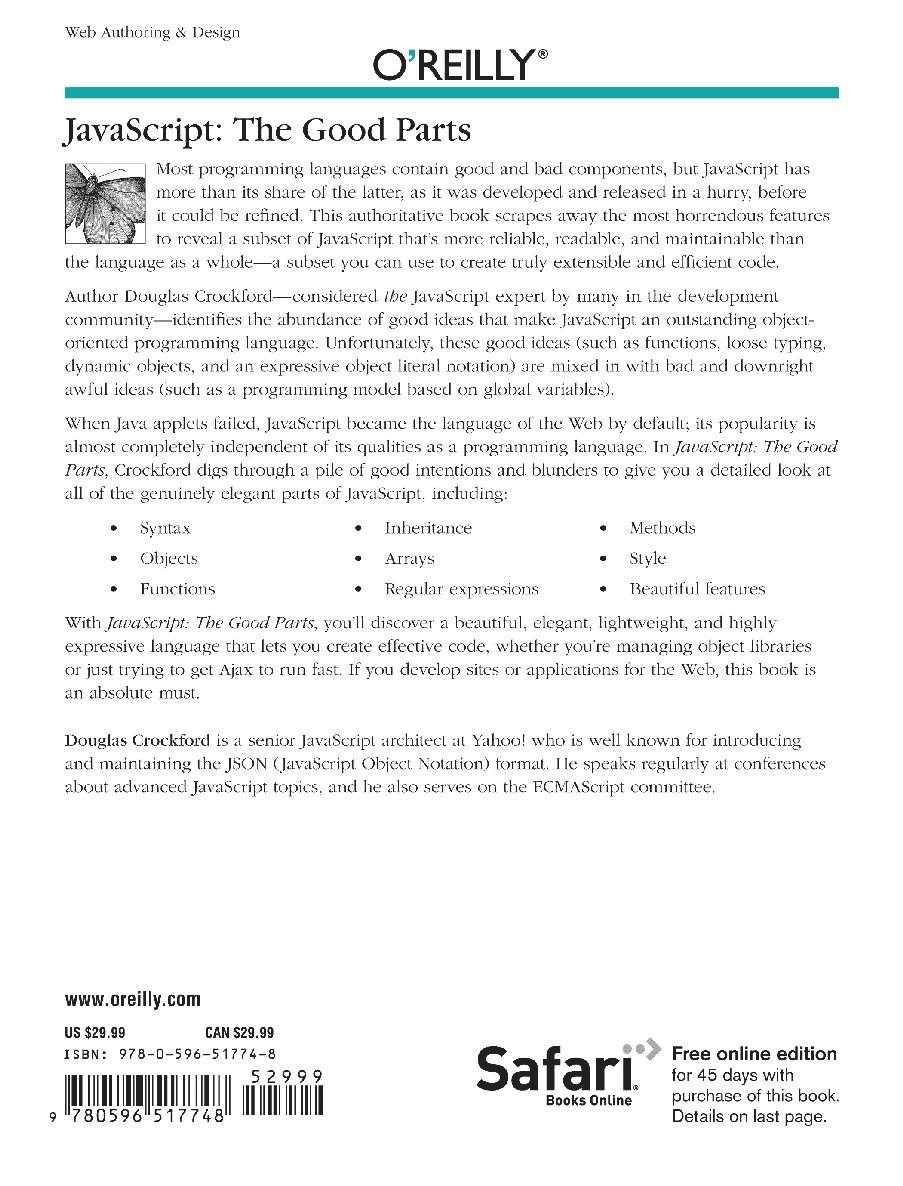 Web Authoring & Design
O'REILLY®
JavaScript: The Good Parts
Most programming languages contain good and bad components, but JavaScript has
more than its share of the latter, as it was developed and released in a hurry, before
it could be refined. This authoritative book scrapes away the most horrendous features
to reveal a subset of JavaScript that's more reliable, readable, and maintainable than
the language as a whole—a subset you can use to create truly extensible and efficient code.
Author Douglas Crockford—considered the JavaScript expert by many in the development
community—identifies the abundance of good ideas that make JavaScript an outstanding object-
oriented programming language. Unfortunately, these good ideas (such as functions, loose typing,
dynamic objects, and an expressive object literal notation) are mixed in with bad and downright
awful ideas (such as a programming model based on global variables).
When Java applets failed, JavaScript became the language of the Web by default; its popularity is
almost completely independent of its qualities as a programming language. In JavaScript: The Good
Parts, Crockford digs through a pile of good intentions and blunders to give you a detailed look at
all of the genuinely elegant parts of JavaScript, including:
• Syntax • Inheritance • Methods
• Objects • Arrays • Style
• Functions • Regular expressions • Beautiful features
With JavaScript: The Good Parts, you'll discover a beautiful, elegant, lightweight, and highly
expressive language that lets you create effective code, whether you're managing object libraries
or just trying to get Ajax to run fast. If you develop sites or applications for the Web, this book is
an absolute must.
Douglas Crockford is a senior JavaScript architect at Yahoo! who is well known for introducing
and maintaining the JSON (JavaScript Object Notation) format. He speaks regularly at conferences
about advanced JavaScript topics, and he also serves on the ECMAScript committee.
www.oreilly.com
US $29.99 CAN $29.99
ISBN: 978-0-596-51774-8
52999
9 780596 517748
Safari®
Books Online
Free online edition
for 45 days with
purchase of this book.
Details on last page.